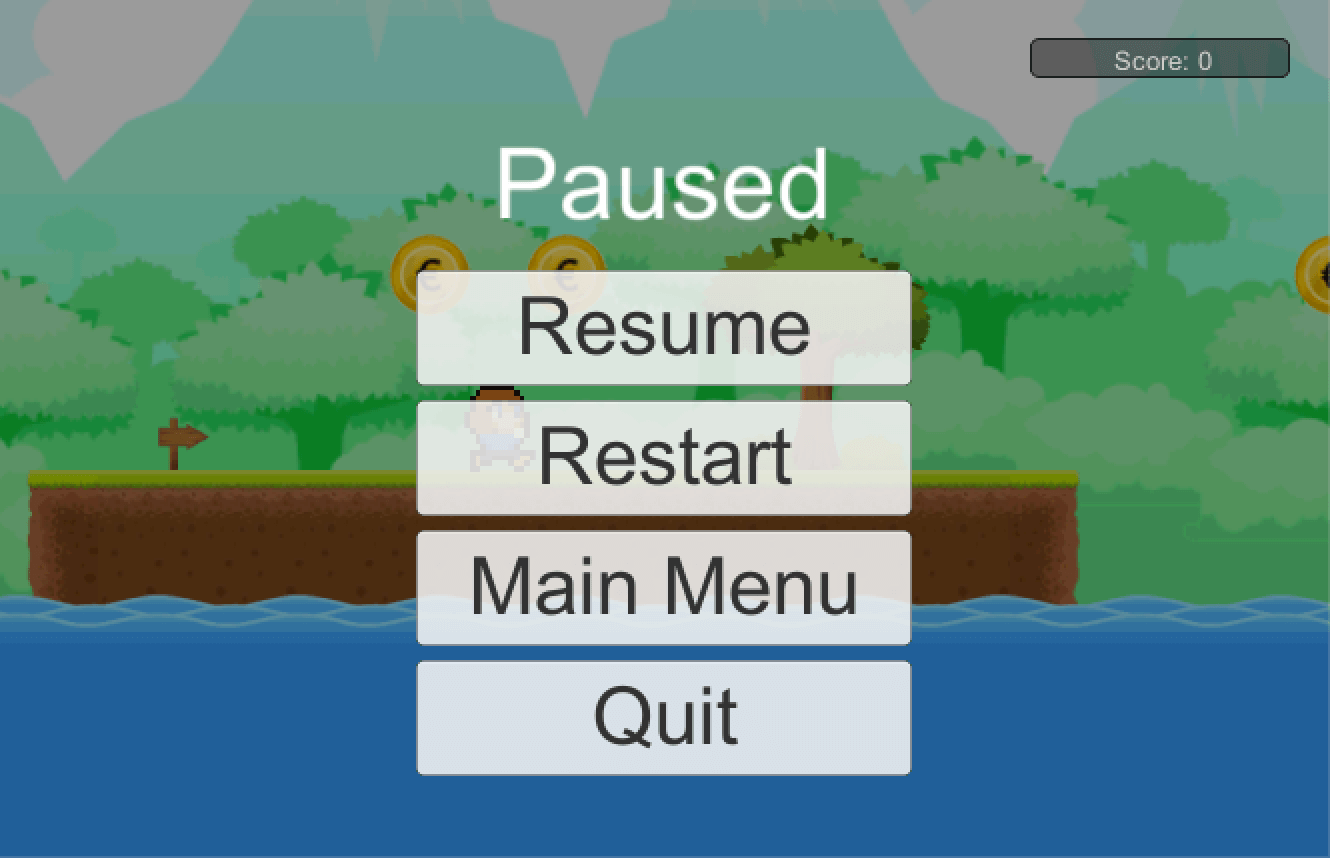 Score: 0
Paused
€ €
Resume
Restart
Main Menu
Quit